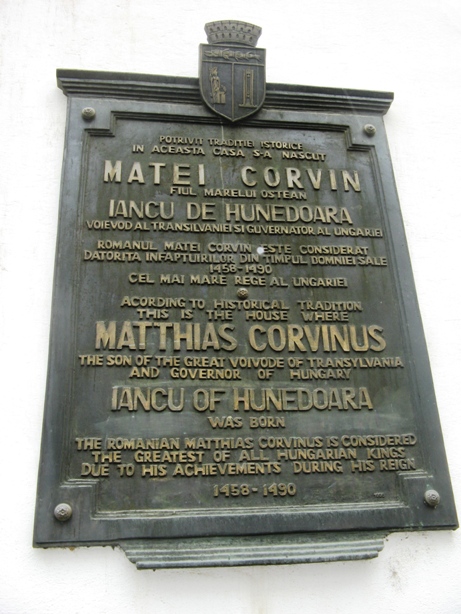 POTRIVIT TRADIȚIEI ISTORICE
IN ACEASTA CASA S-A NASCUT
MATEI CORVIN
FIUL MARELUI OSTEAN
IANCU DE HUNEDOARA
VOIEVOD AL TRANSILVANIEI SI GUVERNATOR AL UNGARIEI
ROMANUL MATEI CORVIN ESTE CONSIDERAT
DATORITA INFAPTUIRILOR DIN TIMPUL DOMNIEI SALE
1458-1490
CEL MAI MARE REGE AL UNGARIEI
ACORDING TO HISTORICAL TRADITION
THIS IS THE HOUSE WHERE
MATTHIAS CORVINUS
THE SON OF THE GREAT VOIVODE OF TRANSYLVANIA
AND GOVERNOR OF HUNGARY
IANCU OF HUNEDOARA
WAS BORN
THE ROMANIAN MATTHIAS CORVINUS IS CONSIDERED
THE GREATEST OF ALL HUNGARIAN KINGS
DUE TO HIS ACHIEVEMENTS DURING HIS REIGN
1458-1490